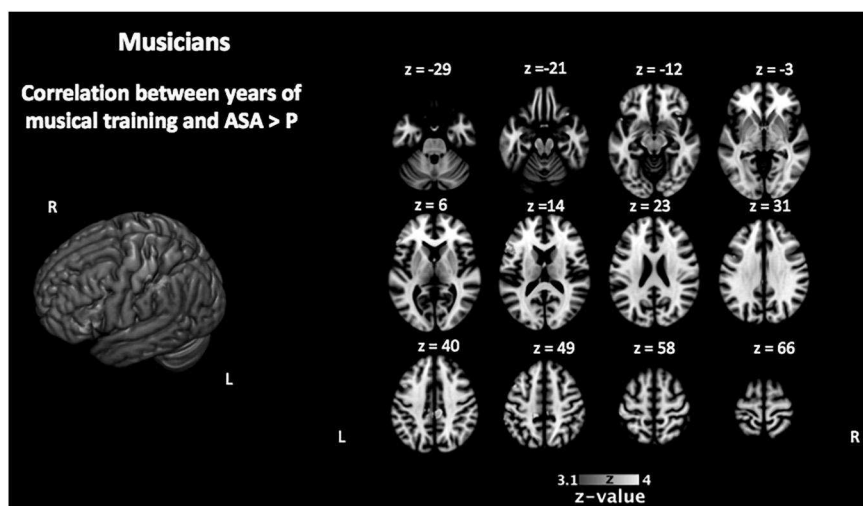 Musicians
Correlation between years of
musical training and ASA > P
R
L
z = -29
z =-21
z = -12
z = -3
z = 6
z =14
z = 23
z = 31
z = 40
z = 49
z = 58
z = 66
L
R
3.1 z 4
z-value